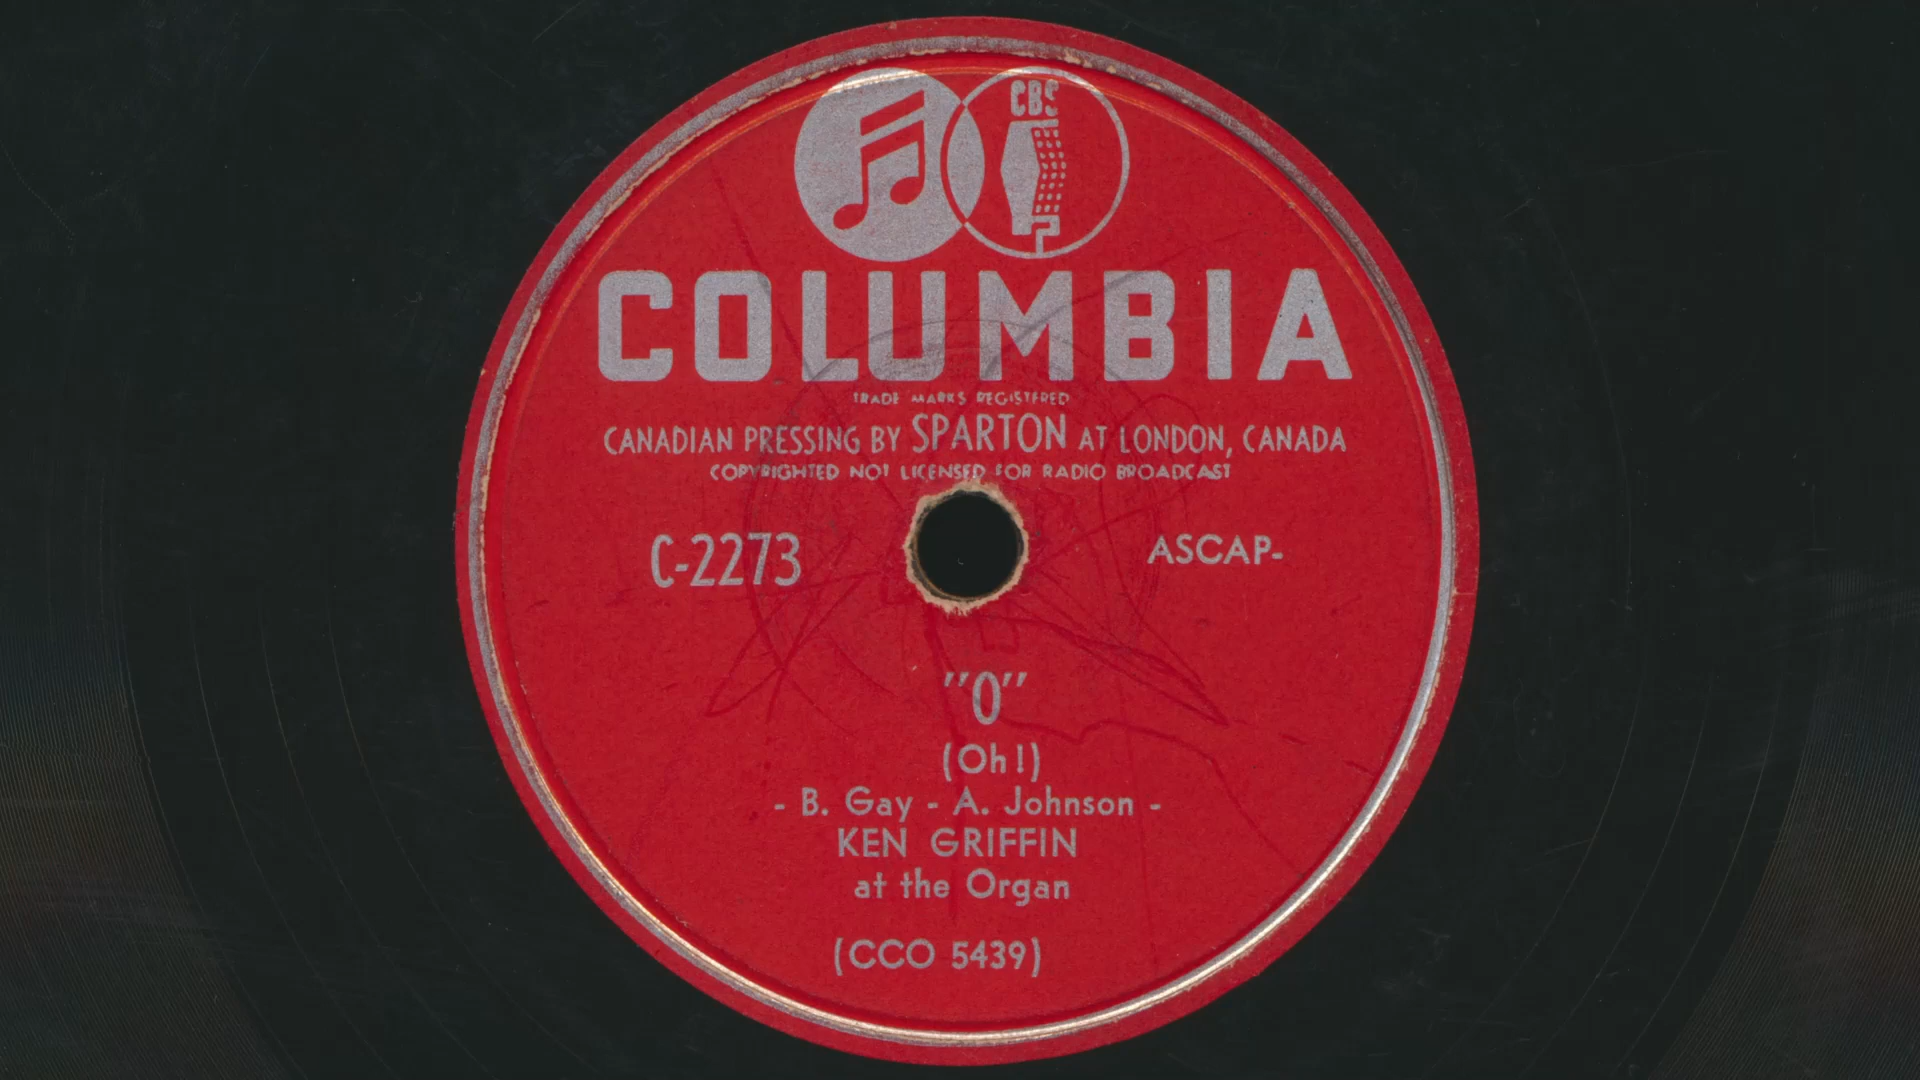 CBS
COLUMBIA
TRADE MARKS REGISTERED
CANADIAN PRESSING BY SPARTON AT LONDON, CANADA
COPYRIGHTED NOT LICENSED FOR RADIO BROADCAST
C-2273 ASCAP-
"O"
(Oh!)
- B. Gay - A. Johnson -
KEN GRIFFIN
at the Organ
(CCO 5439)